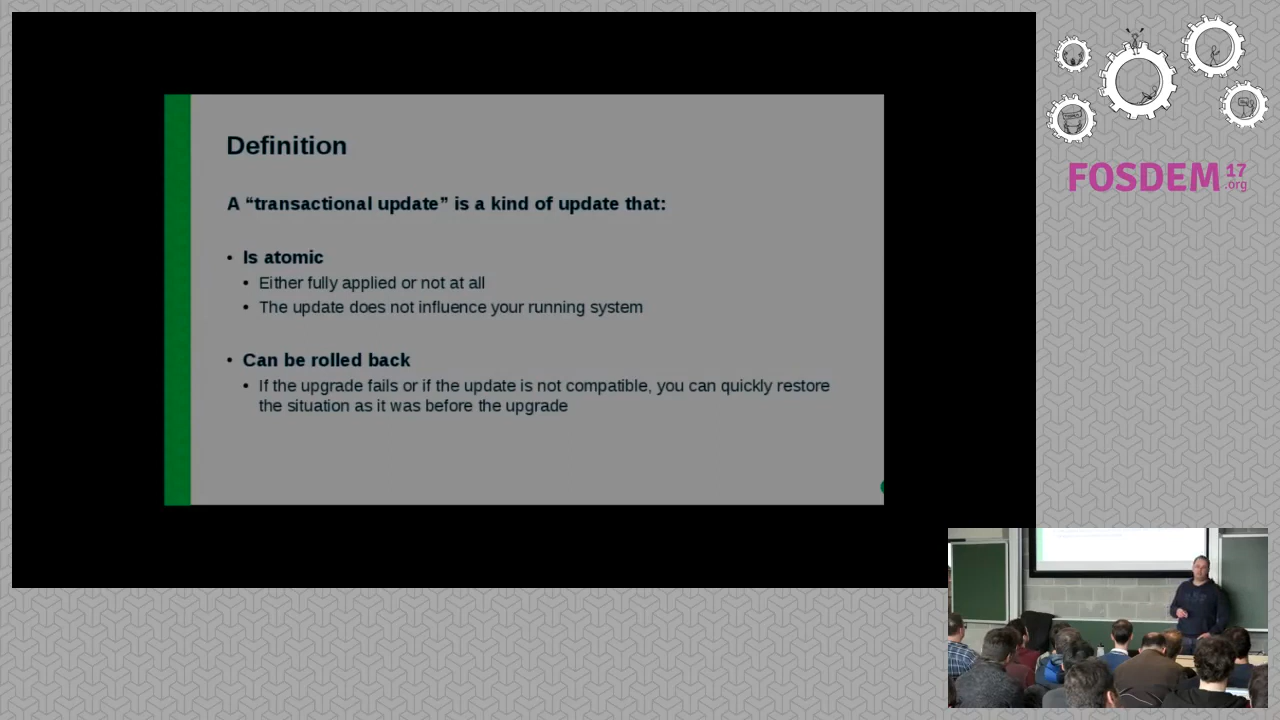 Definition
A “transactional update” is a kind of update that:
• Is atomic
• Either fully applied or not at all
• The update does not influence your running system
• Can be rolled back
• If the upgrade fails or if the update is not compatible, you can quickly restore
the situation as it was before the upgrade
FOSDEM 17
.org